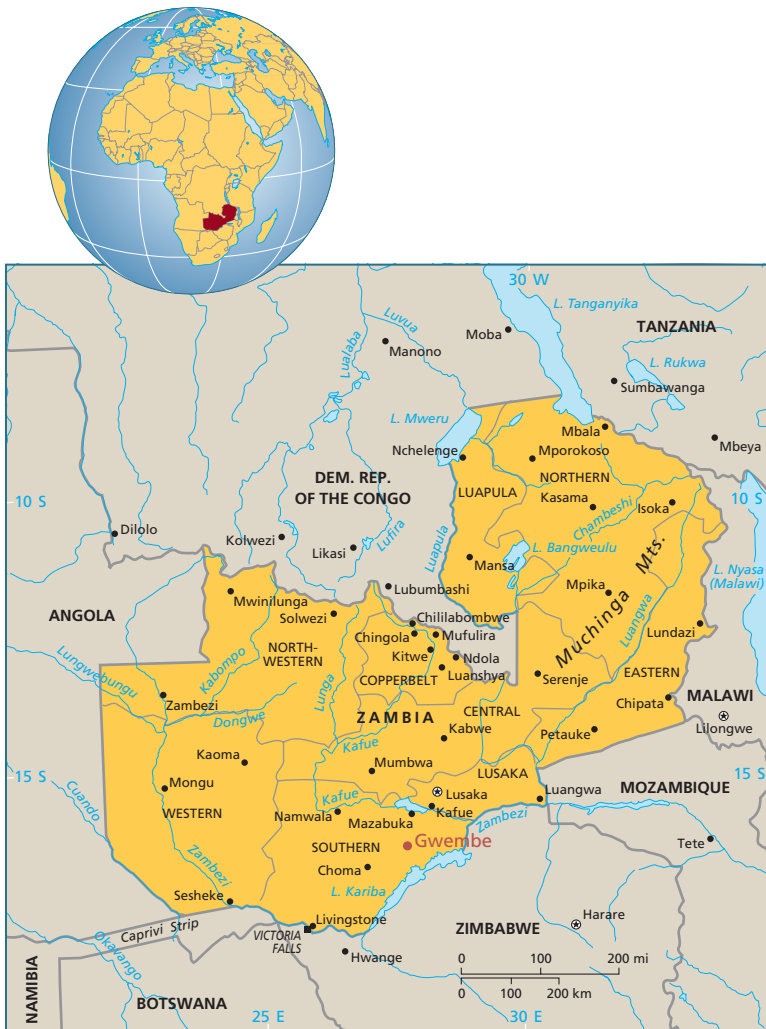 30 W
L. Tanganyika
TANZANIA
Luvua
Moba
Manono
Lualaba
L. Rukwa
Sumbawanga
L. Mweru
Mbala
Mbeya
Nchelenge
Mporokoso
NORTHERN
DEM. REP.
OF THE CONGO
LUAPULA
Kasama
Chambeshi
Isoka
10 S
10 S
Dilolo
Kolwezi
Likasi
Lufira
Luapula
L. Bangweulu
Mts.
Mansa
L. Nyasa
(Malawi)
Lubumbashi
Mpika
Mwinilunga
Solwezi
Muchinga
Luangwa
ANGOLA
Chililabombwe
Chingola
Mufulira
Lundazi
NORTH-
WESTERN
Kitwe
Ndola
Lungwebungu
Kabompo
Luanshya
COPPERBELT
Serenje
EASTERN
Zambezi
Lunga
Chipata
MALAWI
Dongwe
ZAMBIA
CENTRAL
Lilongwe
Kabwe
Petauke
Kafue
Kaoma
Mumbwa
LUSAKA
15 S
15 S
Mongu
Cuando
Lusaka
Luangwa
MOZAMBIQUE
WESTERN
Kafue
Kafue
Namwala
Mazabuka
Zambezi
Gwembe
Tete
SOUTHERN
Choma
Zambezi
L. Kariba
Sesheke
Harare
Livingstone
ZIMBABWE
Caprivi Strip
VICTORIA
FALLS
Okavango
Hwange
0 100 200 mi
0 100 200 km
NAMIBIA
BOTSWANA
25 E
30 E